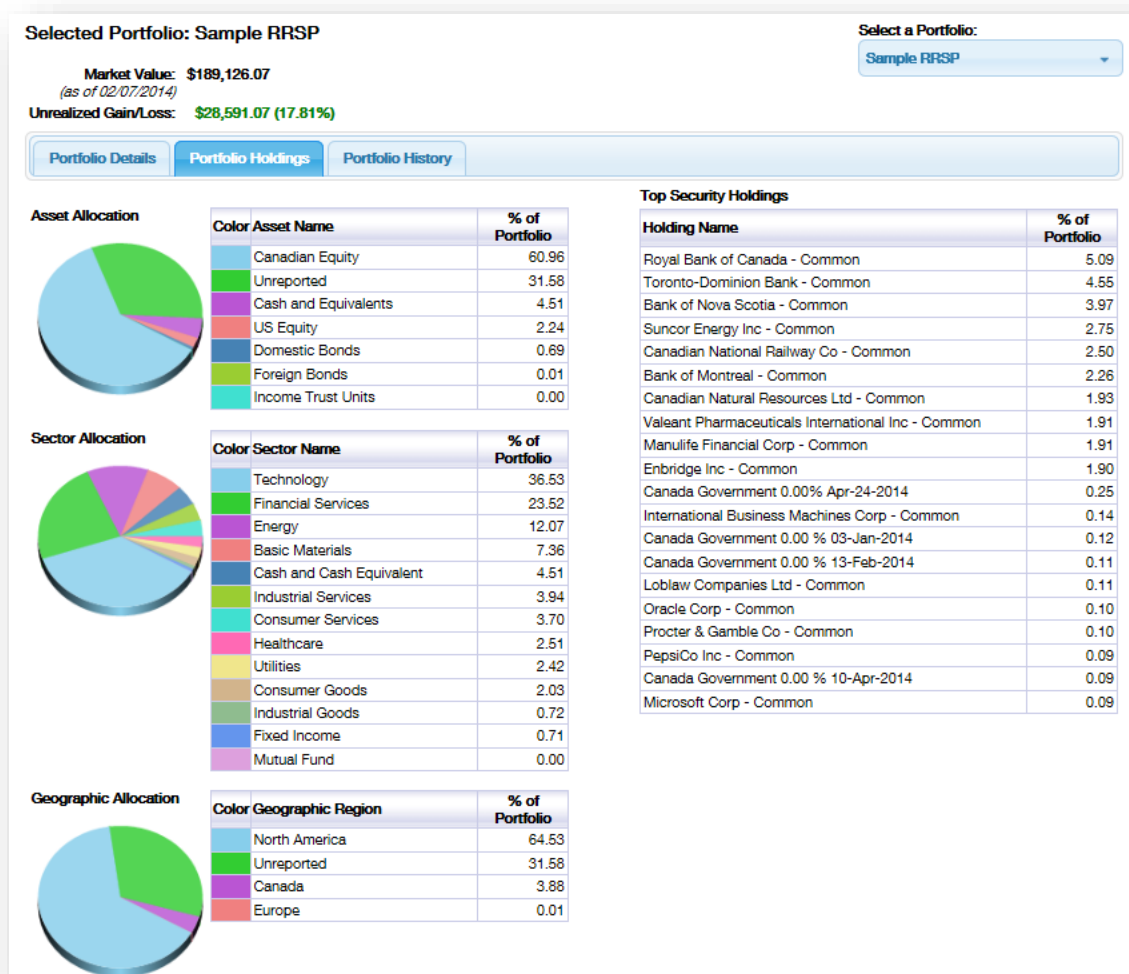 Selected Portfolio: Sample RRSP
Select a Portfolio:
Sample RRSP
Market Value: $189,126.07
(as of 02/07/2014)
Unrealized Gain/Loss: $28,591.07 (17.81%)
Portfolio Details Portfolio Holdings Portfolio History
Asset Allocation
Color Asset Name % of Portfolio
Canadian Equity 60.96
Unreported 31.58
Cash and Equivalents 4.51
US Equity 2.24
Domestic Bonds 0.69
Foreign Bonds 0.01
Income Trust Units 0.00
Sector Allocation
Color Sector Name % of Portfolio
Technology 36.53
Financial Services 23.52
Energy 12.07
Basic Materials 7.36
Cash and Cash Equivalent 4.51
Industrial Services 3.94
Consumer Services 3.70
Healthcare 2.51
Utilities 2.42
Consumer Goods 2.03
Industrial Goods 0.72
Fixed Income 0.71
Mutual Fund 0.00
Geographic Allocation
Color Geographic Region % of Portfolio
North America 64.53
Unreported 31.58
Canada 3.88
Europe 0.01
Top Security Holdings
Holding Name % of Portfolio
Royal Bank of Canada - Common 5.09
Toronto-Dominion Bank - Common 4.55
Bank of Nova Scotia - Common 3.97
Suncor Energy Inc - Common 2.75
Canadian National Railway Co - Common 2.50
Bank of Montreal - Common 2.26
Canadian Natural Resources Ltd - Common 1.93
Valeant Pharmaceuticals International Inc - Common 1.91
Manulife Financial Corp - Common 1.91
Enbridge Inc - Common 1.90
Canada Government 0.00% Apr-24-2014 0.25
International Business Machines Corp - Common 0.14
Canada Government 0.00 % 03-Jan-2014 0.12
Canada Government 0.00 % 13-Feb-2014 0.11
Loblaw Companies Ltd - Common 0.11
Oracle Corp - Common 0.10
Procter & Gamble Co - Common 0.10
PepsiCo Inc - Common 0.09
Canada Government 0.00 % 10-Apr-2014 0.09
Microsoft Corp - Common 0.09